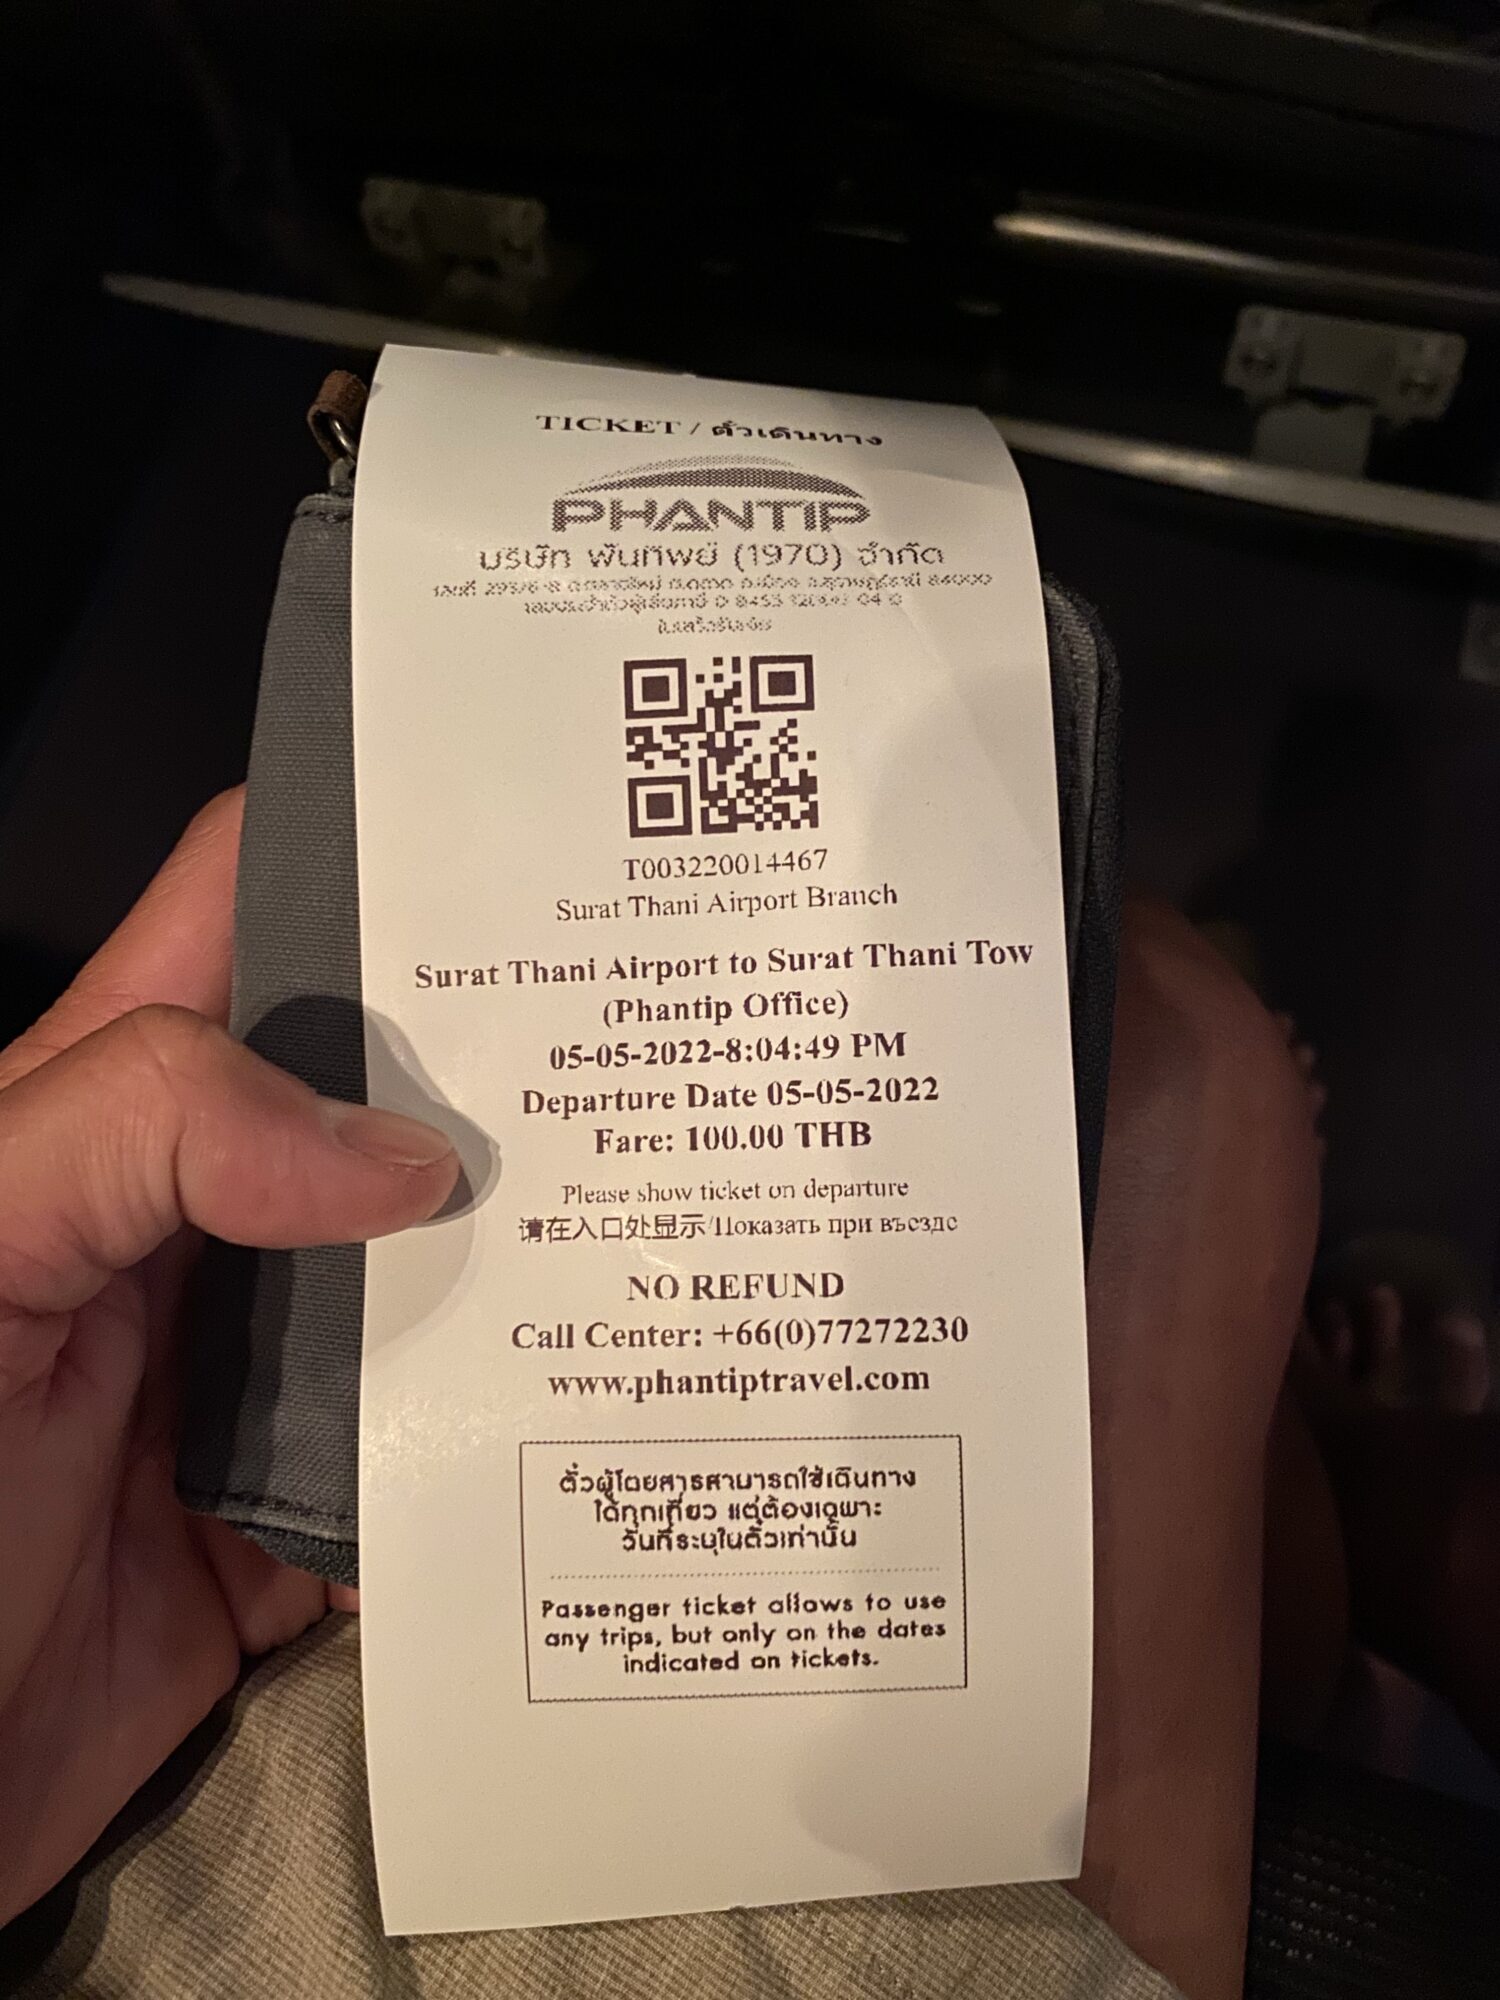 TICKET / ตั๋วเดินทาง
PHANTIP
บริษัท พันทิพย์ (1970) จำกัด
T003220014467
Surat Thani Airport Branch
Surat Thani Airport to Surat Thani Tow
(Phantip Office)
05-05-2022-8:04:49 PM
Departure Date 05-05-2022
Fare: 100.00 THB
Please show ticket on departure
请在入口处显示/Показать при въезде
NO REFUND
Call Center: +66(0)77272230
www.phantiptravel.com
ตั๋วผู้โดยสารสามารถใช้เดินทาง
ได้ทุกเที่ยว แต่ต้องเฉพาะ
วันที่ระบุในตั๋วเท่านั้น
Passenger ticket allows to use
any trips, but only on the dates
indicated on tickets.